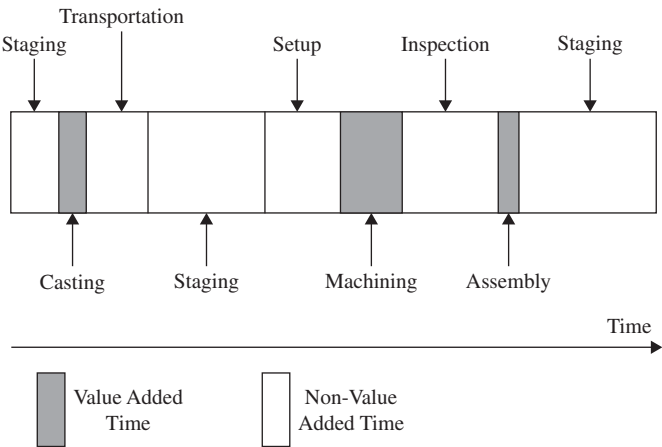 Transportation
Staging
Setup
Inspection
Staging
Casting
Staging
Machining
Assembly
Time
Value Added
Time
Non-Value
Added Time